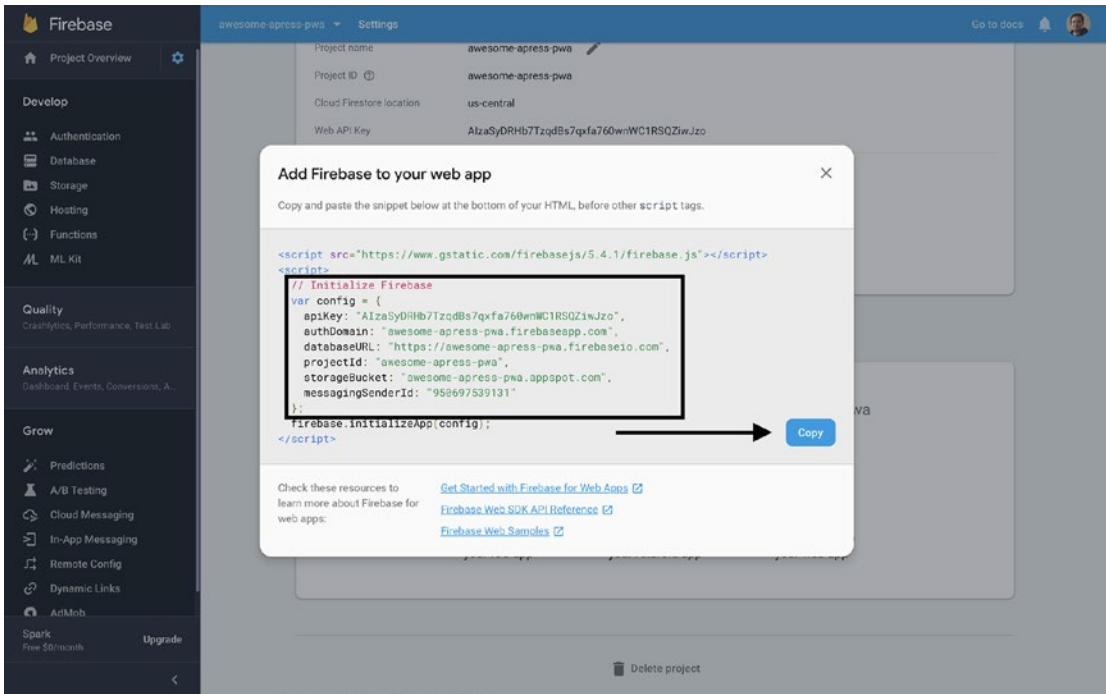 Firebase
awesome-apress-pwa
Settings
Go to docs
Project Overview
Develop
Authentication
Database
Storage
Hosting
Functions
ML Kit
Quality
Crashlytics, Performance, Test Lab
Analytics
Dashboard, Events, Conversions, A...
Grow
Predictions
A/B Testing
Cloud Messaging
In-App Messaging
Remote Config
Dynamic Links
AdMob
Spark
Free $0/month
Upgrade
Project name awesome-apress-pwa
Project ID awesome-apress-pwa
Cloud Firestore location us-central
Web API Key AIzaSyDRHb7TzqdBs7qxfa760wnWC1RSQZiwJzo
Add Firebase to your web app
Copy and paste the snippet below at the bottom of your HTML, before other script tags.
<script src="https://www.gstatic.com/firebasejs/5.4.1/firebase.js"></script>
<script>
// Initialize Firebase
var config = {
apiKey: "AIzaSyDRHb7TzqdBs7qxfa760wnWC1RSQZiwJzo",
authDomain: "awesome-apress-pwa.firebaseapp.com",
databaseURL: "https://awesome-apress-pwa.firebaseio.com",
projectId: "awesome-apress-pwa",
storageBucket: "awesome-apress-pwa.appspot.com",
messagingSenderId: "950697539131"
};
firebase.initializeApp(config);
</script>
Copy
Check these resources to
learn more about Firebase for
web apps:
Get Started with Firebase for Web Apps
Firebase Web SDK API Reference
Firebase Web Samples
Delete project